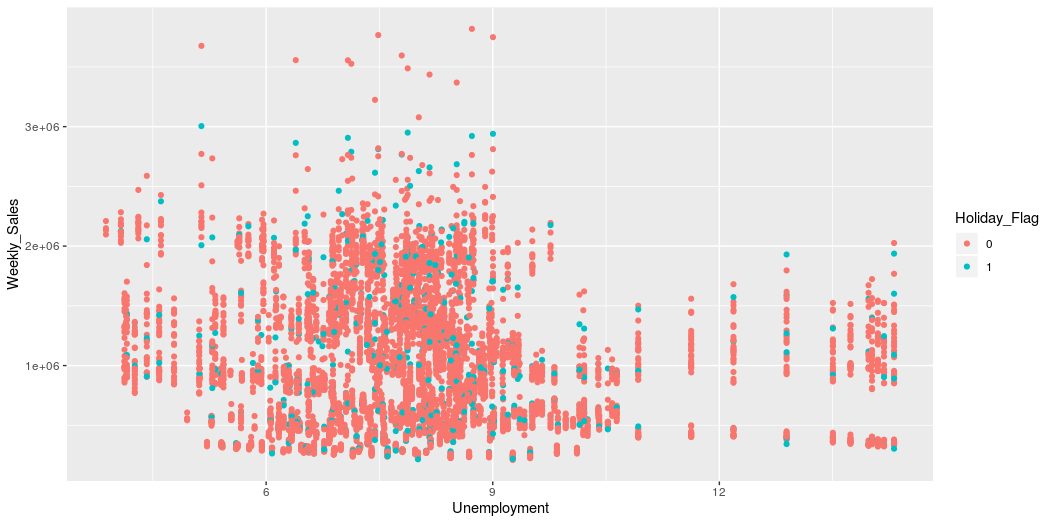 Weekly_Sales
3e+06
2e+06
1e+06
6
9
12
Unemployment
Holiday_Flag
0
1